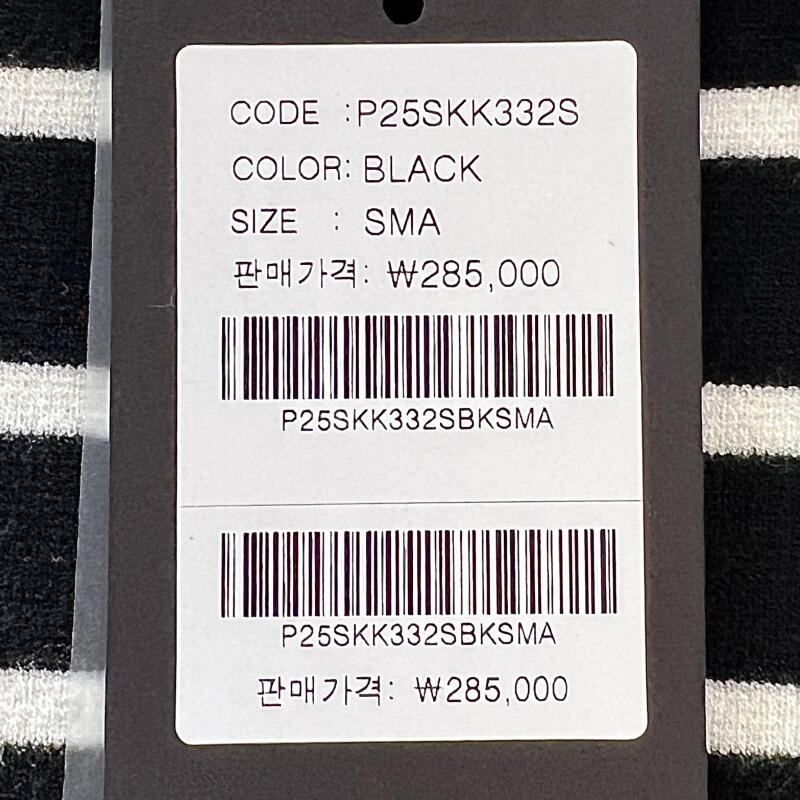 CODE :P25SKK332S
COLOR: BLACK
SIZE : SMA
판매가격: ₩285,000
P25SKK332SBKSMA
P25SKK332SBKSMA
판매가격: ₩285,000